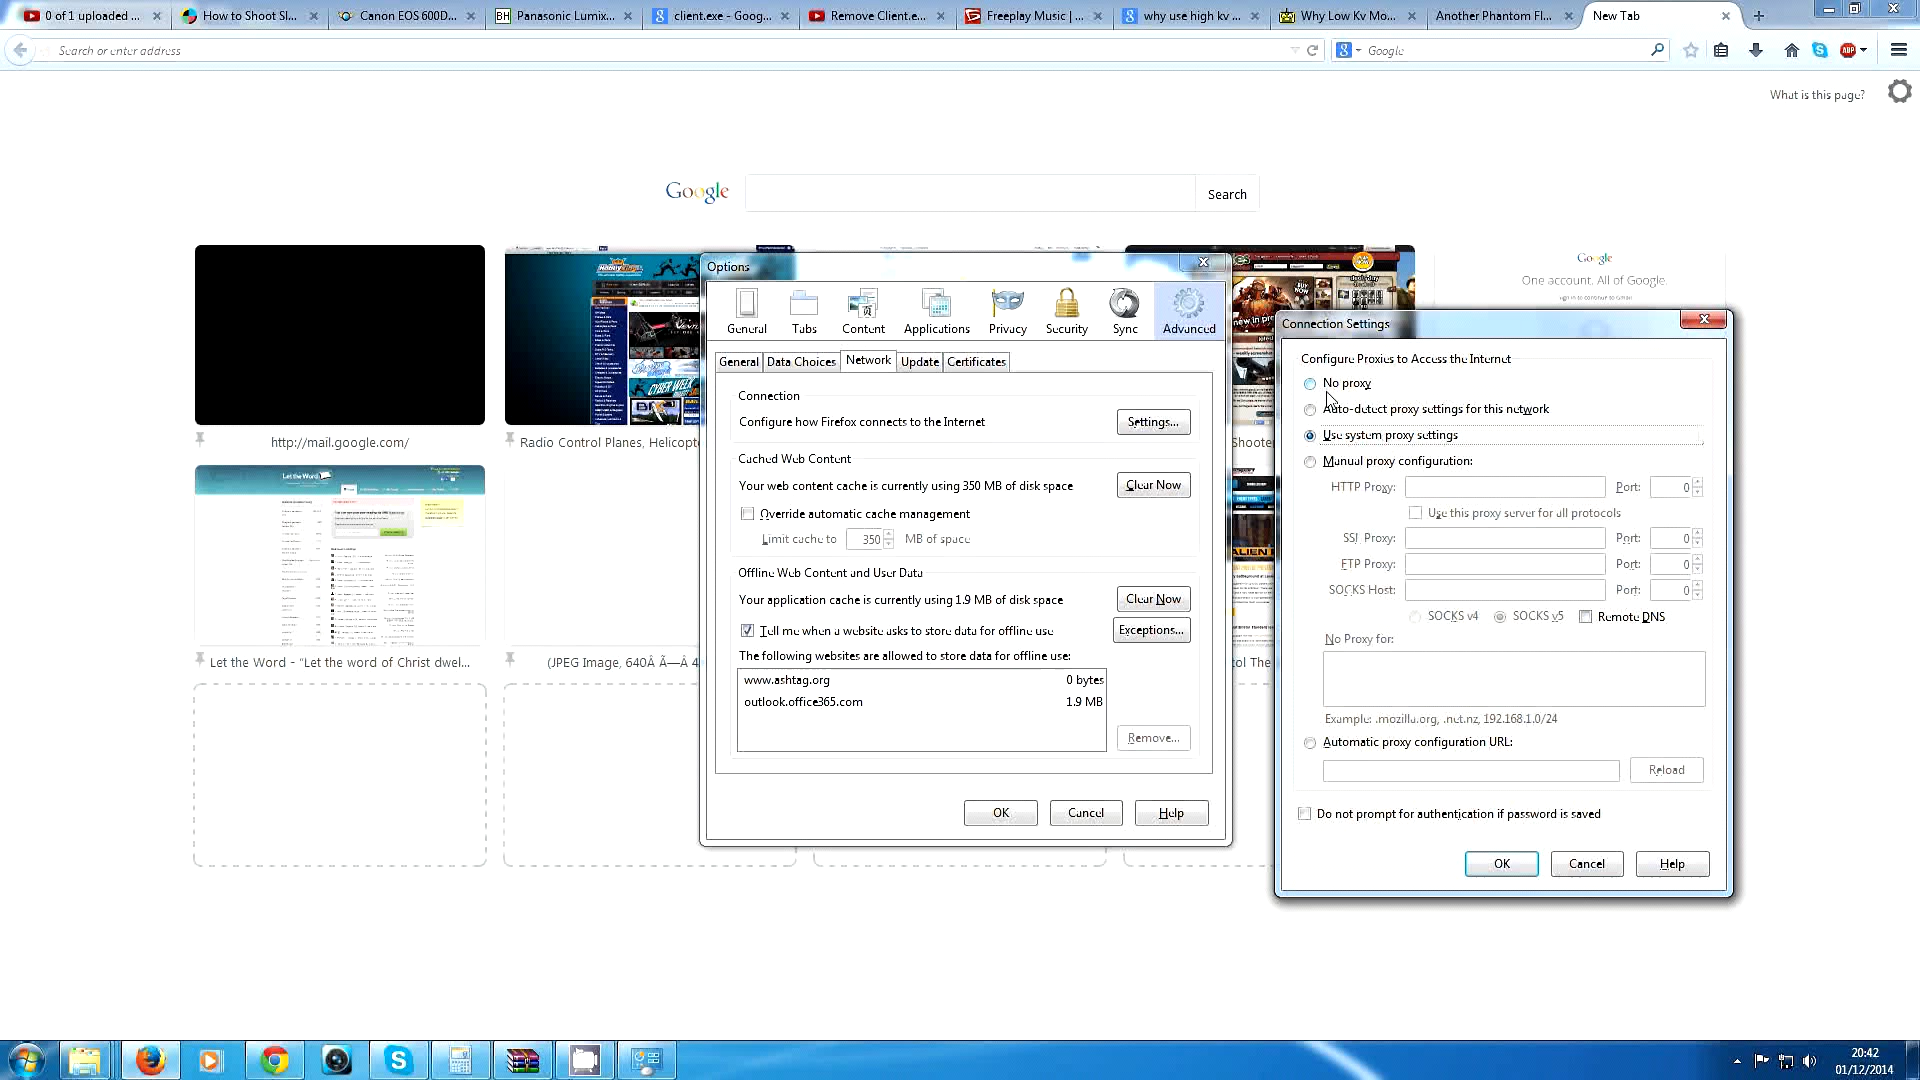 0 of 1 uploaded ...
How to Shoot Sl...
Canon EOS 600D...
BH Panasonic Lumix...
client.exe - Goog...
Remove Client.e...
Freeplay Music | ...
why use high kv ...
Why Low Kv Mo...
Another Phantom Fl...
New Tab
Search or enter address
Google
What is this page?
Google
Search
Google
One account. All of Google.
http://mail.google.com/
Radio Control Planes, Helicopt
Shooter
Let the Word
Let the Word - "Let the word of Christ dwel...
(JPEG Image, 640Â Ã—Â 4
tol The
Options
General
Tabs
Content
Applications
Privacy
Security
Sync
Advanced
General
Data Choices
Network
Update
Certificates
Connection
Configure how Firefox connects to the Internet
Settings...
Cached Web Content
Your web content cache is currently using 350 MB of disk space
Clear Now
Override automatic cache management
Limit cache to 350 MB of space
Offline Web Content and User Data
Your application cache is currently using 1.9 MB of disk space
Clear Now
Tell me when a website asks to store data for offline use
Exceptions...
The following websites are allowed to store data for offline use:
www.ashtag.org 0 bytes
outlook.office365.com 1.9 MB
Remove...
OK
Cancel
Help
Connection Settings
Configure Proxies to Access the Internet
No proxy
Auto-detect proxy settings for this network
Use system proxy settings
Manual proxy configuration:
HTTP Proxy: Port: 0
Use this proxy server for all protocols
SSL Proxy: Port: 0
FTP Proxy: Port: 0
SOCKS Host: Port: 0
SOCKS v4 SOCKS v5 Remote DNS
No Proxy for:
Example: .mozilla.org, .net.nz, 192.168.1.0/24
Automatic proxy configuration URL:
Reload
Do not prompt for authentication if password is saved
OK
Cancel
Help
20:42
01/12/2014